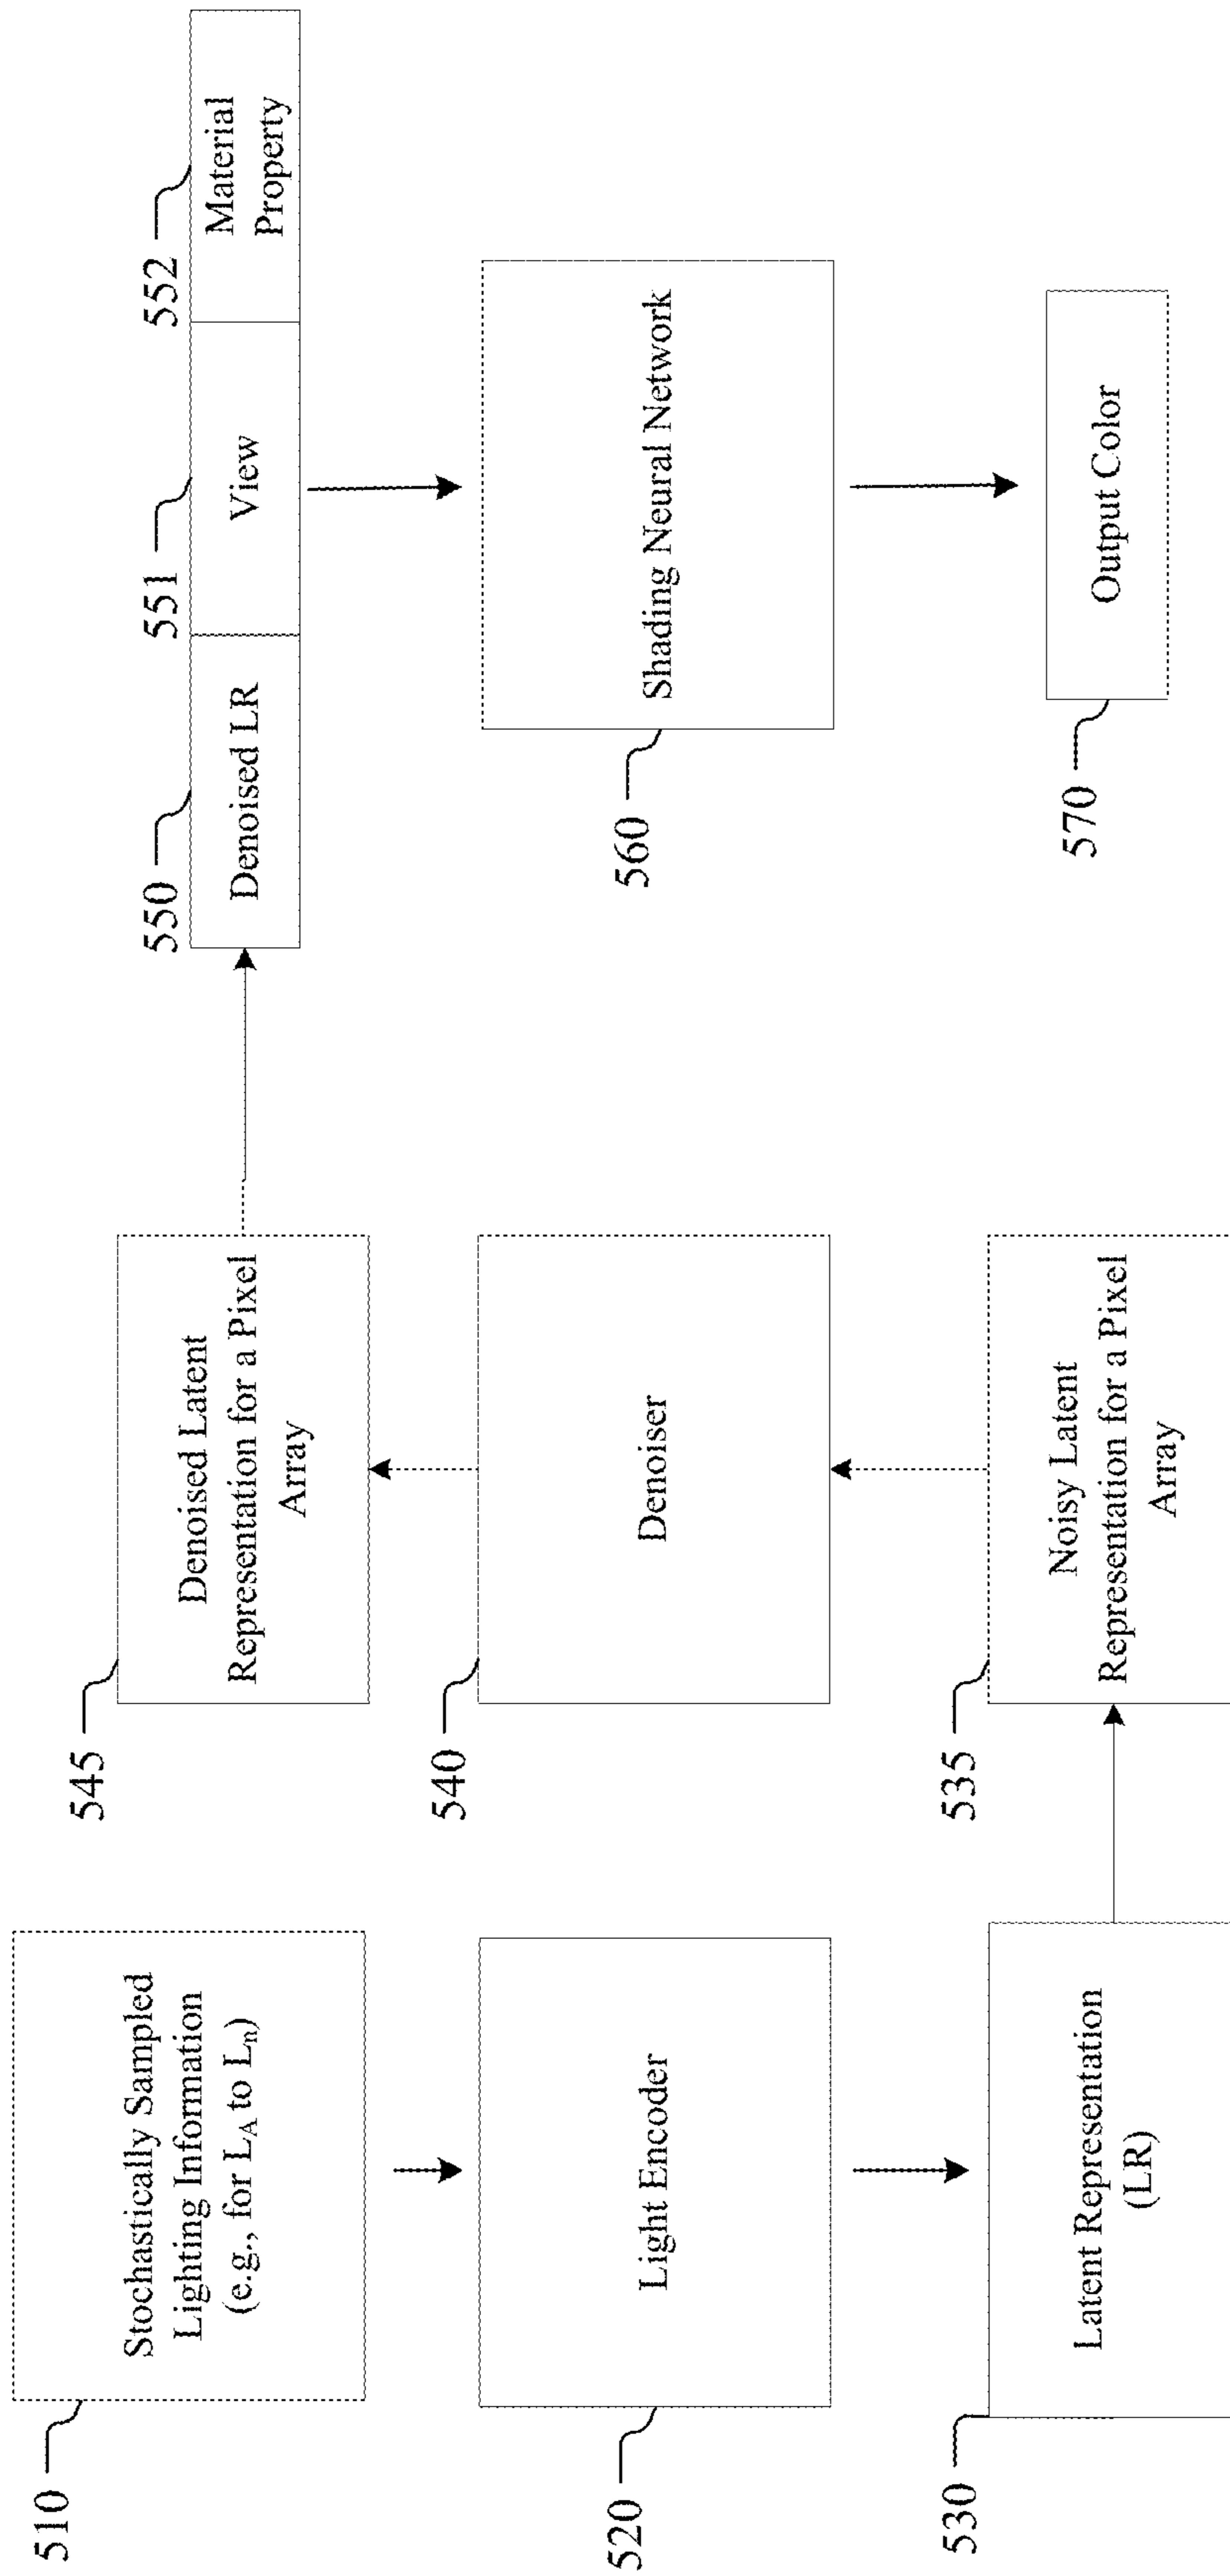 510
Stochastically Sampled
Lighting Information
(e.g., for L_A to L_n)
520
Light Encoder
530
Latent Representation
(LR)
535
Noisy Latent
Representation for a Pixel
Array
540
Denoiser
545
Denoised Latent
Representation for a Pixel
Array
550
Denoised LR
551
View
552
Material
Property
560
Shading Neural Network
570
Output Color